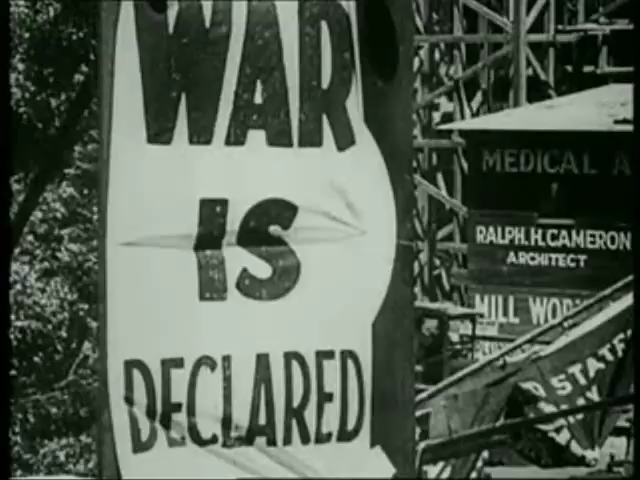 WAR
IS
DECLARED
MEDICAL A
RALPH. H. CAMERON
ARCHITECT
MILL WOR
D STATE